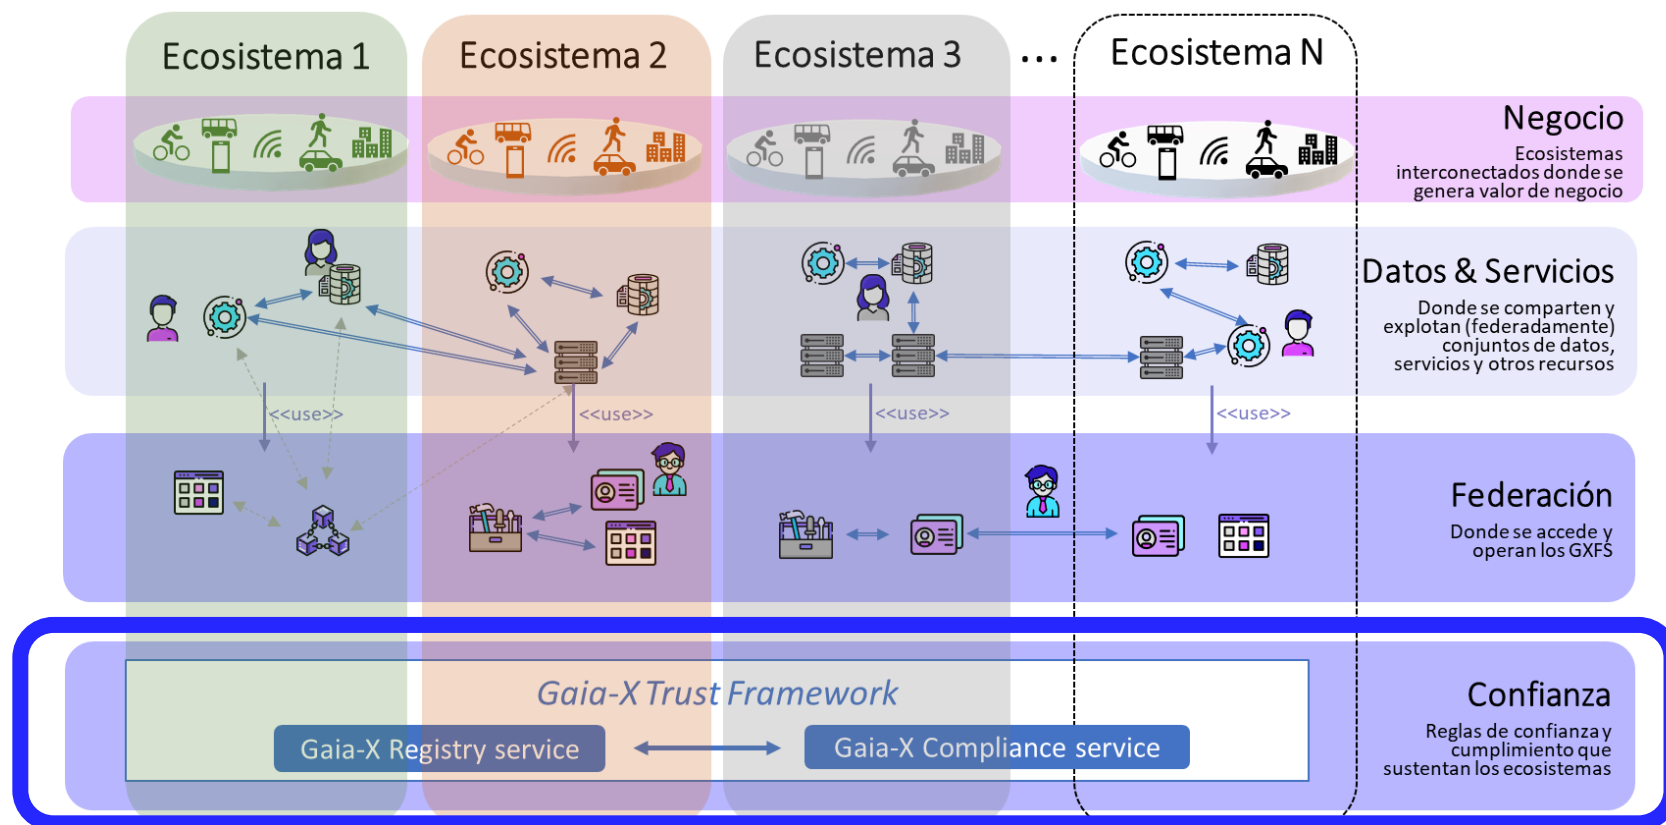 Ecosistema 1
Ecosistema 2
Ecosistema 3
...
Ecosistema N
Negocio
Ecosistemas
interconectados donde se
genera valor de negocio
Datos & Servicios
Donde se comparten y
explotan (federadamente)
conjuntos de datos,
servicios y otros recursos
<<use>>
<<use>>
<<use>>
<<use>>
Federación
Donde se accede y
operan los GXFS
Gaia-X Trust Framework
Gaia-X Registry service
Gaia-X Compliance service
Confianza
Reglas de confianza y
cumplimiento que
sustentan los ecosistemas